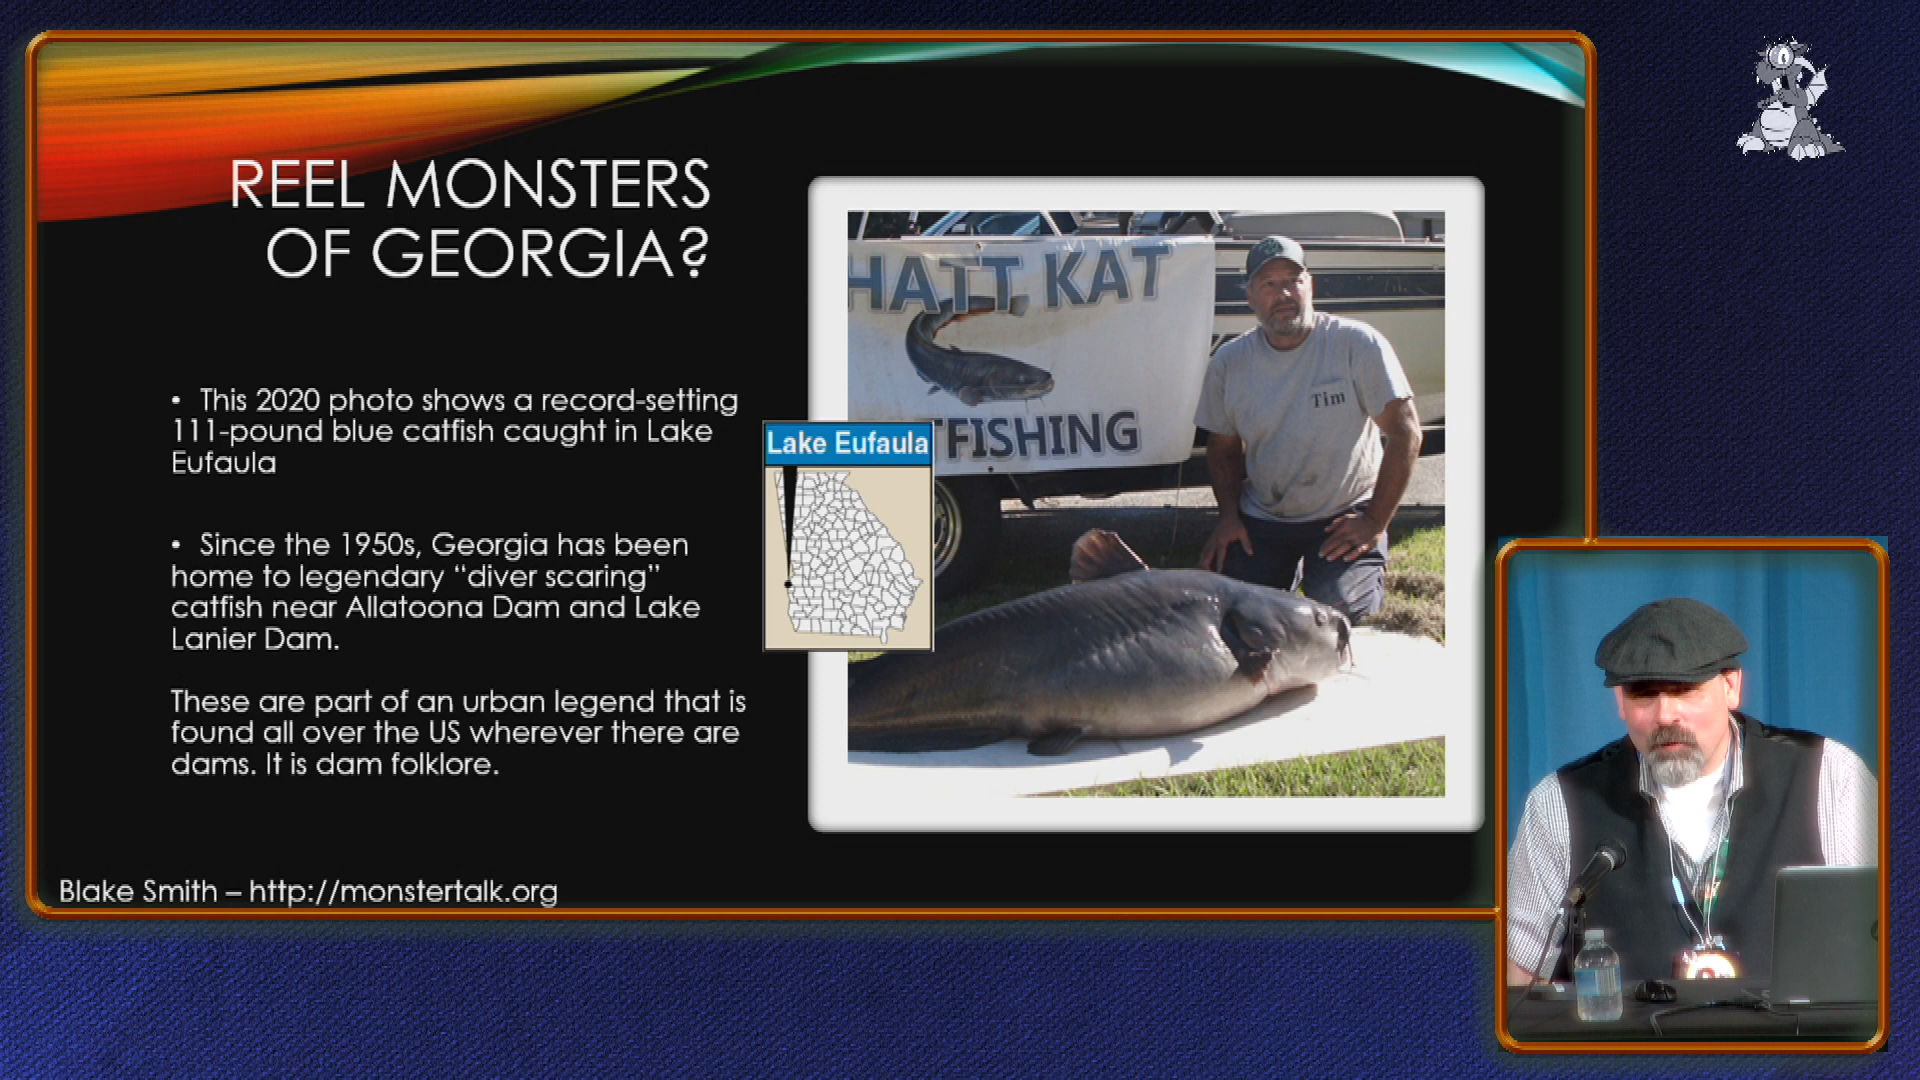 REEL MONSTERS
OF GEORGIA?
• This 2020 photo shows a record-setting
111-pound blue catfish caught in Lake
Eufaula
• Since the 1950s, Georgia has been
home to legendary “diver scaring”
catfish near Allatoona Dam and Lake
Lanier Dam.
These are part of an urban legend that is
found all over the US wherever there are
dams. It is dam folklore.
Blake Smith – http://monstertalk.org
Lake Eufaula
HATT KAT
TFISHING
Tim